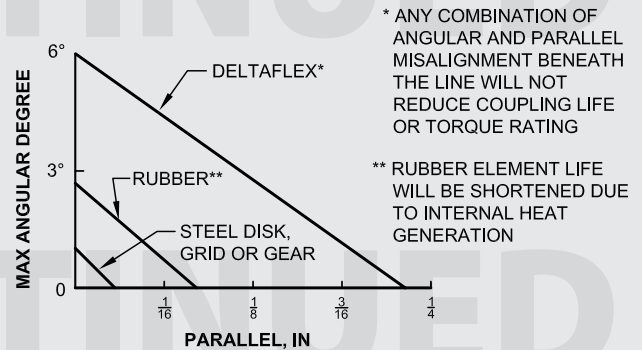 TINUED
* ANY COMBINATION OF
ANGULAR AND PARALLEL
MISALIGNMENT BENEATH
THE LINE WILL NOT
REDUCE COUPLING LIFE
OR TORQUE RATING
** RUBBER ELEMENT LIFE
WILL BE SHORTENED DUE
TO INTERNAL HEAT
GENERATION
MAX ANGULAR DEGREE
6°
3°
0
DELTAFLEX*
RUBBER**
STEEL DISK,
GRID OR GEAR
1/16
1/8
3/16
1/4
PARALLEL, IN
TINUED